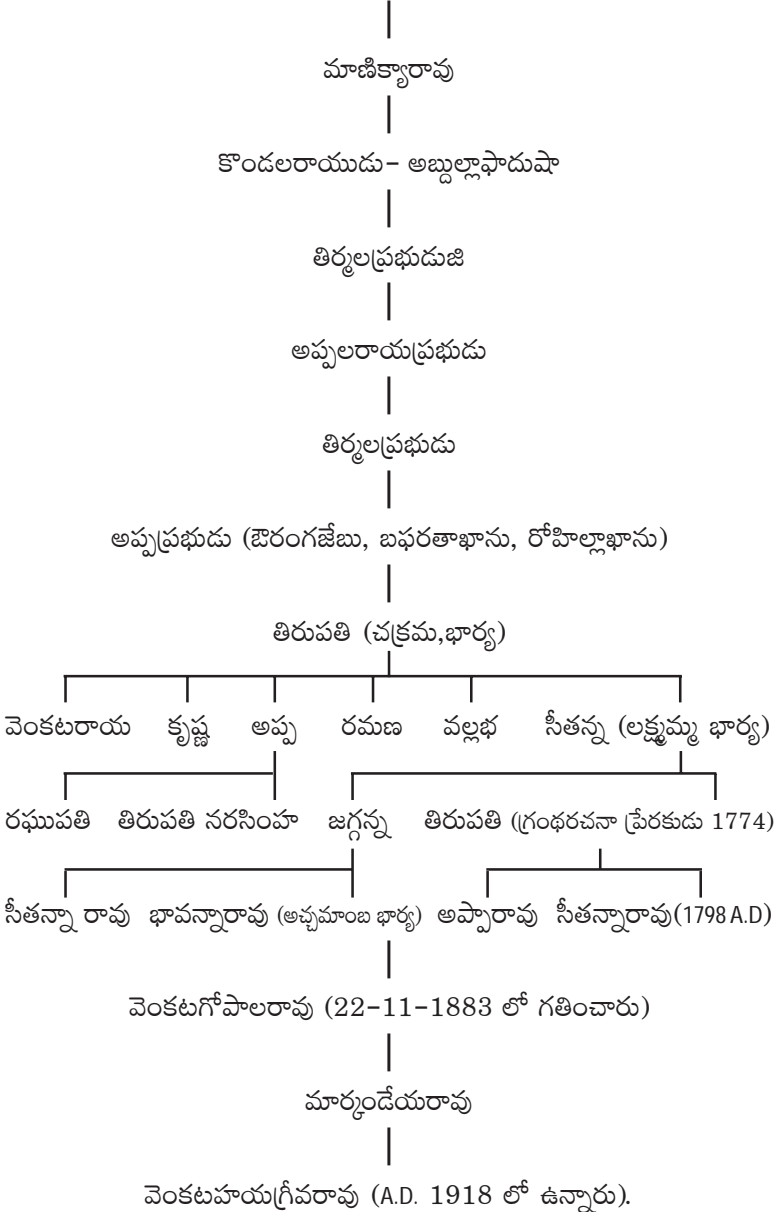 మాణిక్యారావు
కొండలరాయుడు- అబ్దుల్లాఫాదుషా
తిర్మలప్రభుడుజి
అప్పలరాయప్రభుడు
తిర్మలప్రభుడు
అప్పప్రభుడు (ఔరంగజేబు, బఫరతాఖాను, రోహిల్లాఖాను)
తిరుపతి (చక్రమ,భార్య)
వెంకటరాయ కృష్ణ అప్ప రమణ వల్లభ సీతన్న (లక్ష్మమ్మ భార్య)
రఘుపతి తిరుపతి నరసింహ జగ్గన్న తిరుపతి (గ్రంథరచనా ప్రేరకుడు 1774)
సీతన్నా రావు భావన్నారావు (అచ్చమాంబ భార్య) అప్పారావు సీతన్నారావు(1798 A.D)
వెంకటగోపాలరావు (22-11-1883 లో గతించారు)
మార్కండేయరావు
వెంకటహయగ్రీవరావు (A.D. 1918 లో ఉన్నారు).